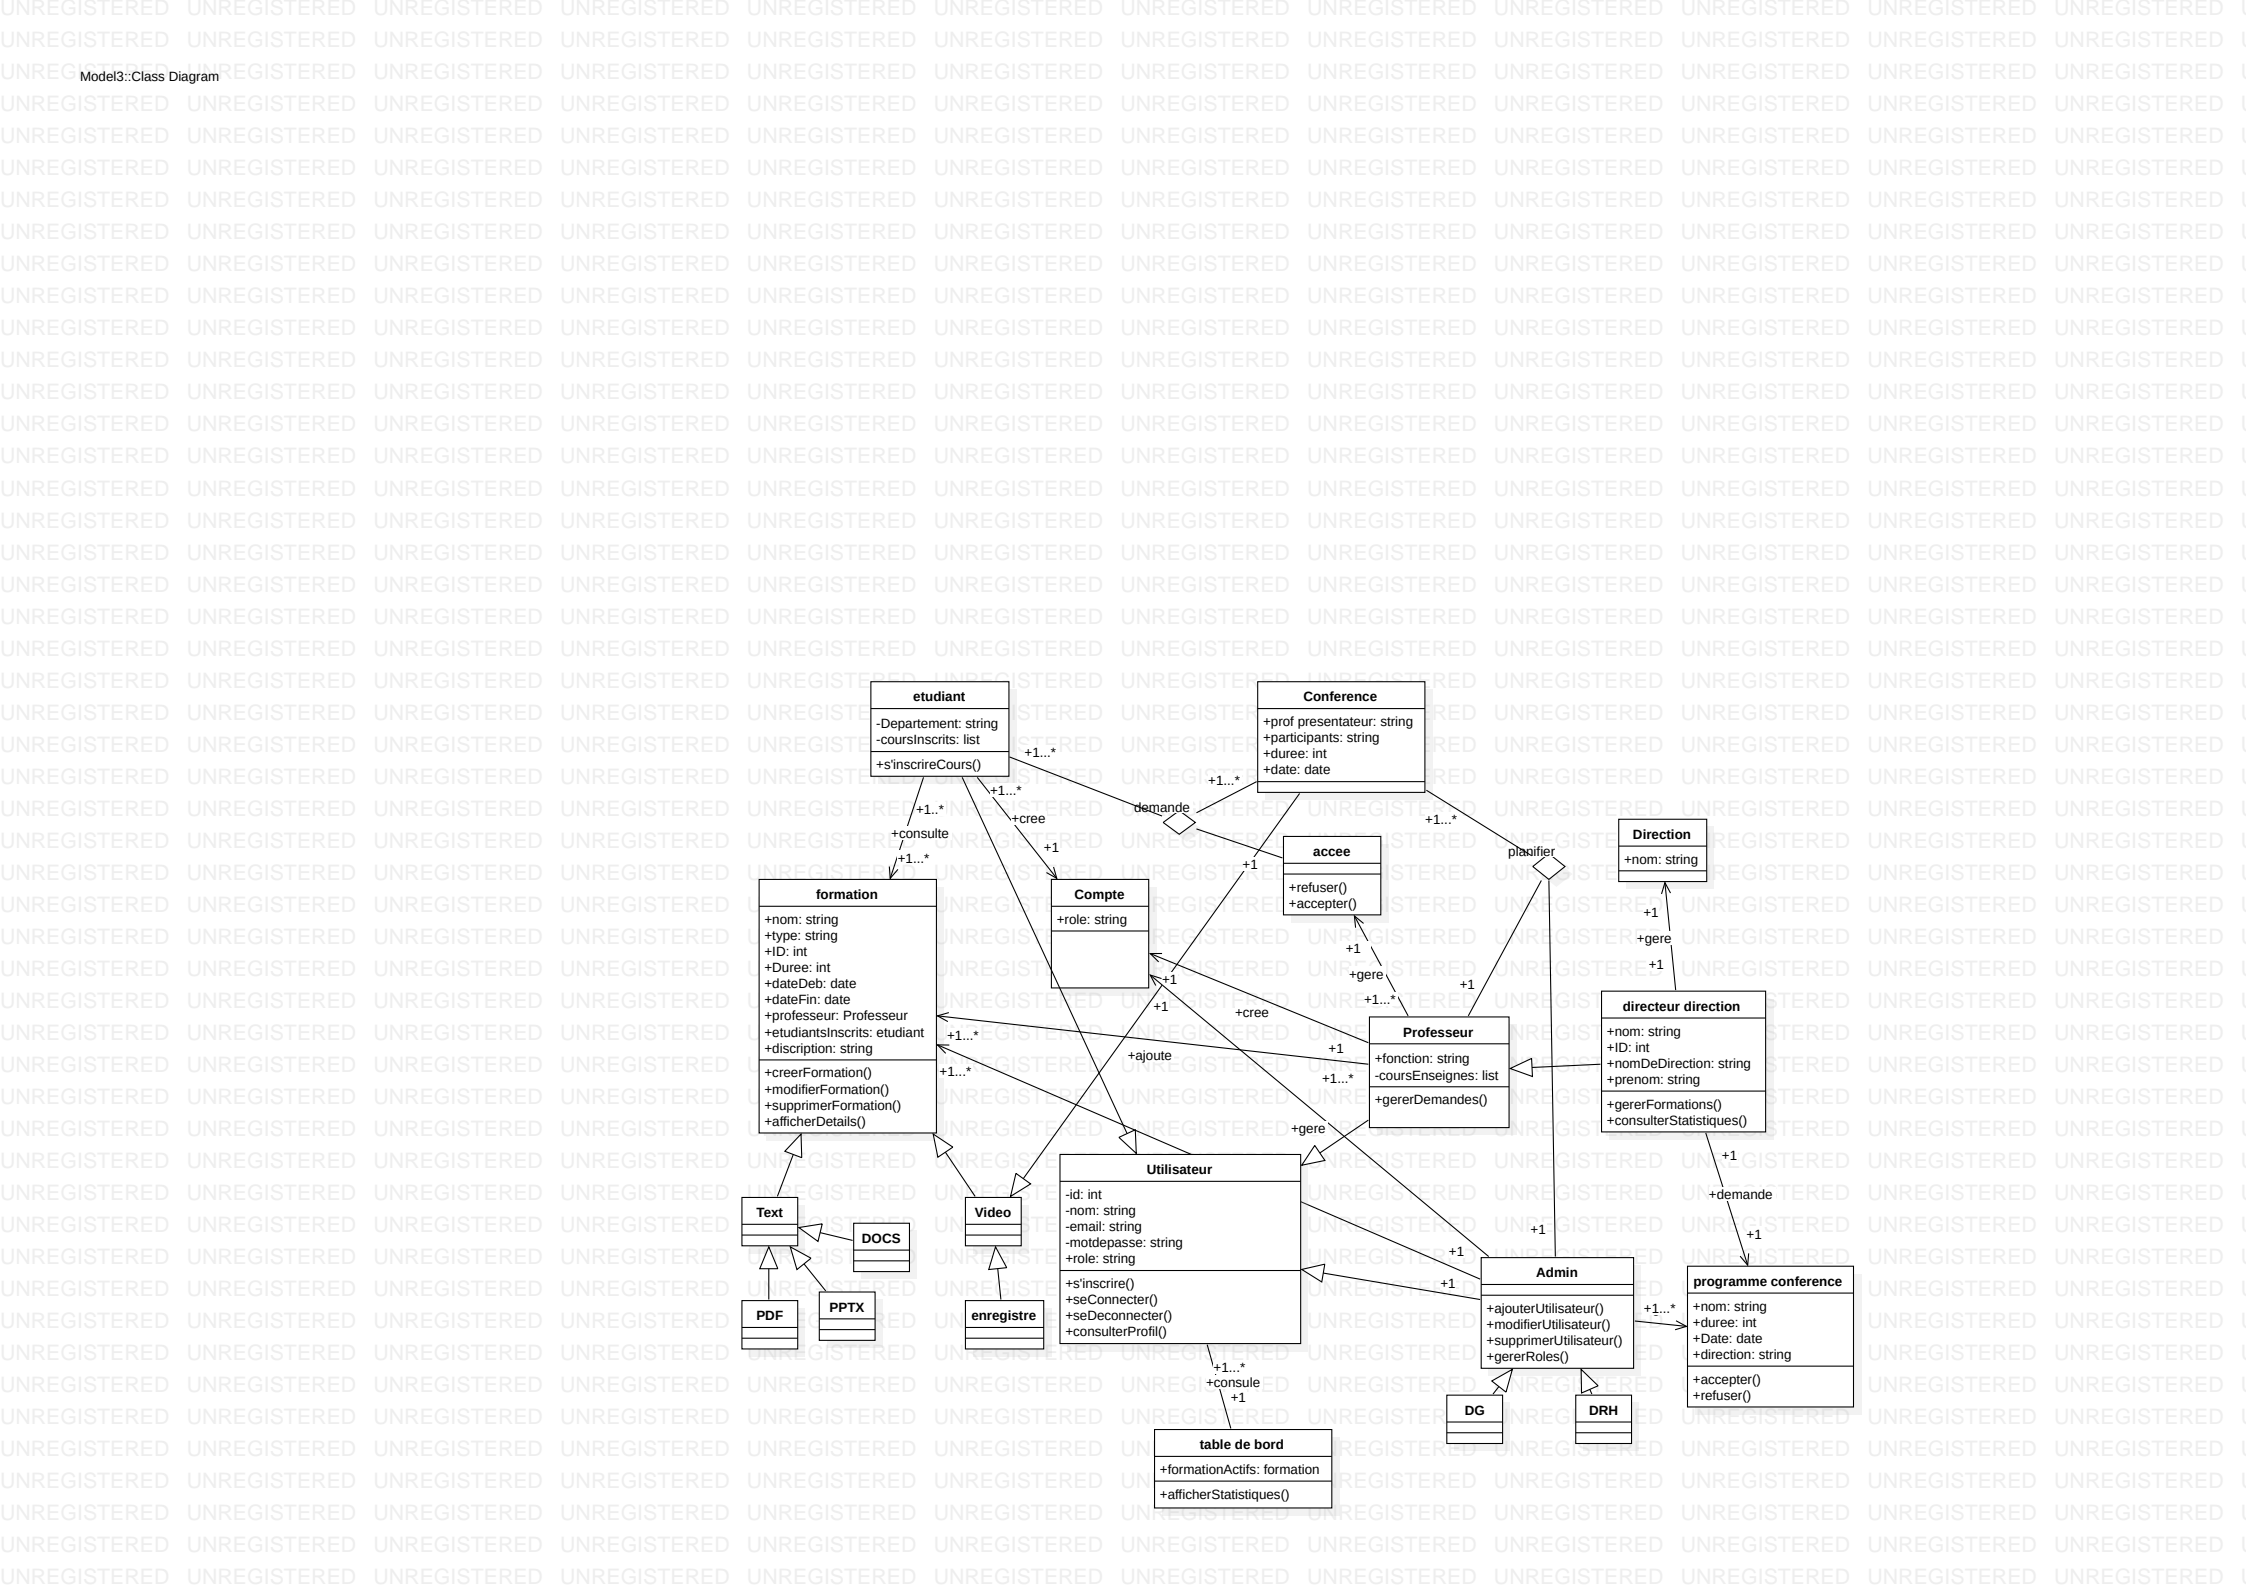 Model3::Class Diagram
etudiant
-Departement: string
-coursInscrits: list
+s'inscrireCours()
Conference
+prof presentateur: string
+participants: string
+duree: int
+date: date
+1...*
+1...*
demande
+1..*
+consulte
+1...*
+1...*
+cree
+1
+1...*
planifier
accee
+refuser()
+accepter()
+1
Direction
+nom: string
formation
+nom: string
+type: string
+ID: int
+Duree: int
+dateDeb: date
+dateFin: date
+professeur: Professeur
+etudiantsInscrits: etudiant
+discription: string
+creerFormation()
+modifierFormation()
+supprimerFormation()
+afficherDetails()
Compte
+role: string
+1
+gere
+1...*
+1
+1
+gere
+1
+1
+1
+cree
+ajoute
+1...*
+1...*
+1
+1...*
Professeur
+fonction: string
-coursEnseignes: list
+gererDemandes()
directeur direction
+nom: string
+ID: int
+nomDeDirection: string
+prenom: string
+gererFormations()
+consulterStatistiques()
+gere
+1
+demande
+1
Text
DOCS
PDF
PPTX
Video
enregistre
Utilisateur
-id: int
-nom: string
-email: string
-motdepasse: string
+role: string
+s'inscrire()
+seConnecter()
+seDeconnecter()
+consulterProfil()
+1
+1
+1
Admin
+ajouterUtilisateur()
+modifierUtilisateur()
+supprimerUtilisateur()
+gererRoles()
+1...*
programme conference
+nom: string
+duree: int
+Date: date
+direction: string
+accepter()
+refuser()
+1...*
+consule
+1
DG
DRH
table de bord
+formationActifs: formation
+afficherStatistiques()
UNREGISTERED